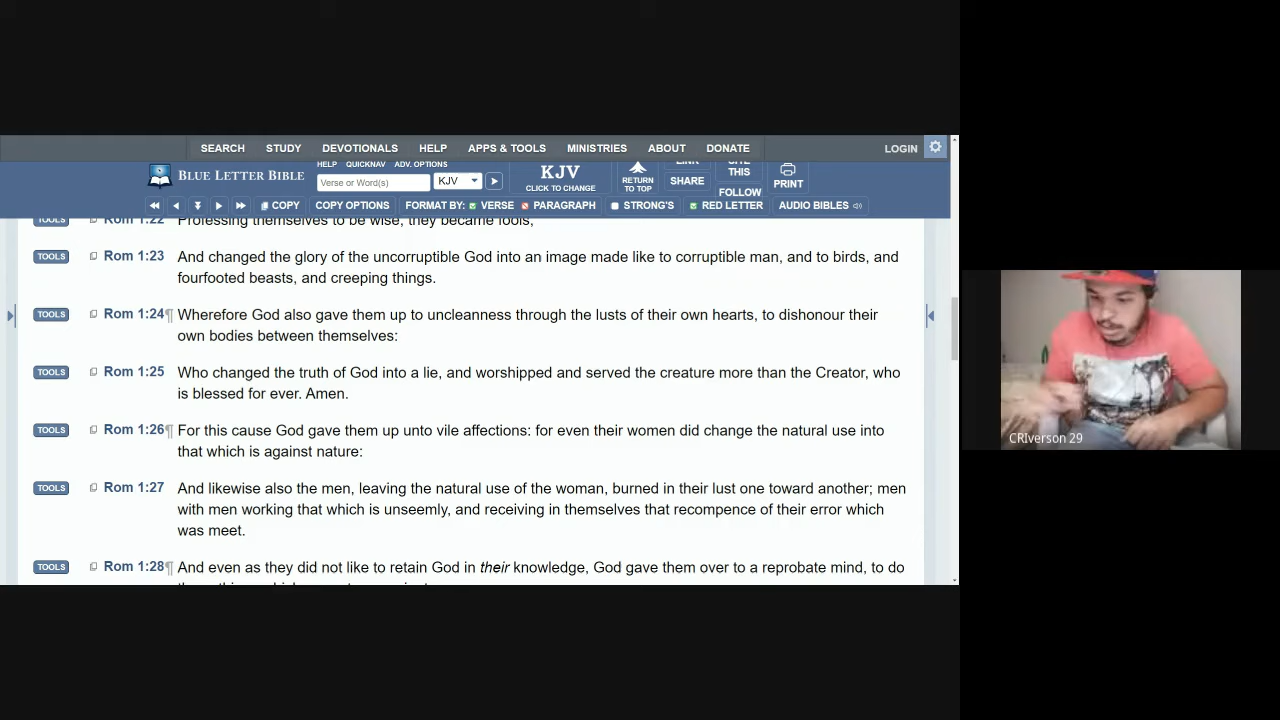 SEARCH STUDY DEVOTIONALS HELP APPS & TOOLS MINISTRIES ABOUT DONATE LOGIN
HELP QUICKNAV ADV. OPTIONS
BLUE LETTER BIBLE Verse or Word(s) KJV
KJV
CLICK TO CHANGE
RETURN
TO TOP
LINK
SHARE
CITE
THIS
FOLLOW
PRINT
COPY COPY OPTIONS FORMAT BY: VERSE PARAGRAPH STRONG'S RED LETTER AUDIO BIBLES
TOOLS Rom 1:22 Professing themselves to be wise, they became fools,
TOOLS Rom 1:23 And changed the glory of the uncorruptible God into an image made like to corruptible man, and to birds, and
fourfooted beasts, and creeping things.
TOOLS Rom 1:24¶ Wherefore God also gave them up to uncleanness through the lusts of their own hearts, to dishonour their
own bodies between themselves:
TOOLS Rom 1:25 Who changed the truth of God into a lie, and worshipped and served the creature more than the Creator, who
is blessed for ever. Amen.
TOOLS Rom 1:26¶ For this cause God gave them up unto vile affections: for even their women did change the natural use into
that which is against nature:
TOOLS Rom 1:27 And likewise also the men, leaving the natural use of the woman, burned in their lust one toward another; men
with men working that which is unseemly, and receiving in themselves that recompence of their error which
was meet.
TOOLS Rom 1:28¶ And even as they did not like to retain God in their knowledge, God gave them over to a reprobate mind, to do
CRIverson 29